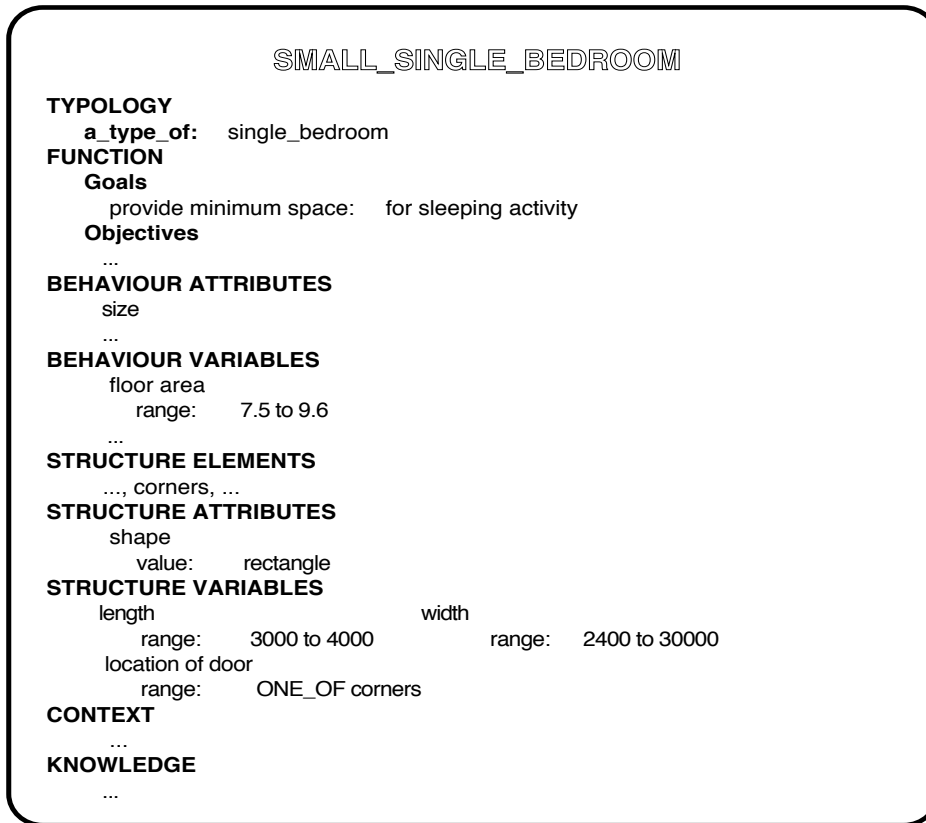 SMALL_SINGLE_BEDROOM
TYPOLOGY
a_type_of: single_bedroom
FUNCTION
Goals
provide minimum space: for sleeping activity
Objectives
...
BEHAVIOUR ATTRIBUTES
size
...
BEHAVIOUR VARIABLES
floor area
range: 7.5 to 9.6
...
STRUCTURE ELEMENTS
..., corners, ...
STRUCTURE ATTRIBUTES
shape
value: rectangle
STRUCTURE VARIABLES
length width
range: 3000 to 4000 range: 2400 to 30000
location of door
range: ONE_OF corners
CONTEXT
...
KNOWLEDGE
...